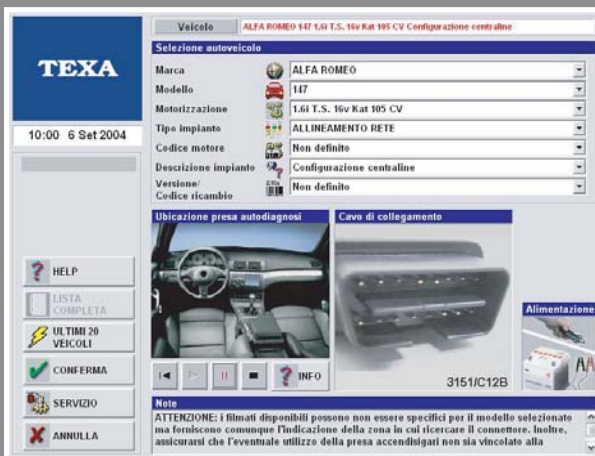 TEXA
10:00 6 Set 2004
Veicolo
ALFA ROMEO 147 1.6i T.S. 16v Kat 105 CV Configurazione centraline
Selezione autoveicolo
Marca ALFA ROMEO
Modello 147
Motorizzazione 1.6i T.S. 16v Kat 105 CV
Tipo impianto ALLINEAMENTO RETE
Codice motore Non definito
Descrizione impianto Configurazione centraline
Versione/
Codice ricambio Non definito
HELP
LISTA
COMPLETA
ULTIMI 20
VEICOLI
CONFERMA
SERVIZIO
ANNULLA
Ubicazione presa autodiagnosi
INFO
Cavo di collegamento
3151/C12B
Alimentazione
Note
ATTENZIONE: i filmati disponibili possono non essere specifici per il modello selezionato
ma forniscono comunque l'indicazione della zona in cui ricercare il connettore. Inoltre,
assicurarsi che l'eventuale utilizzo della presa accendisigari non sia vincolato alla